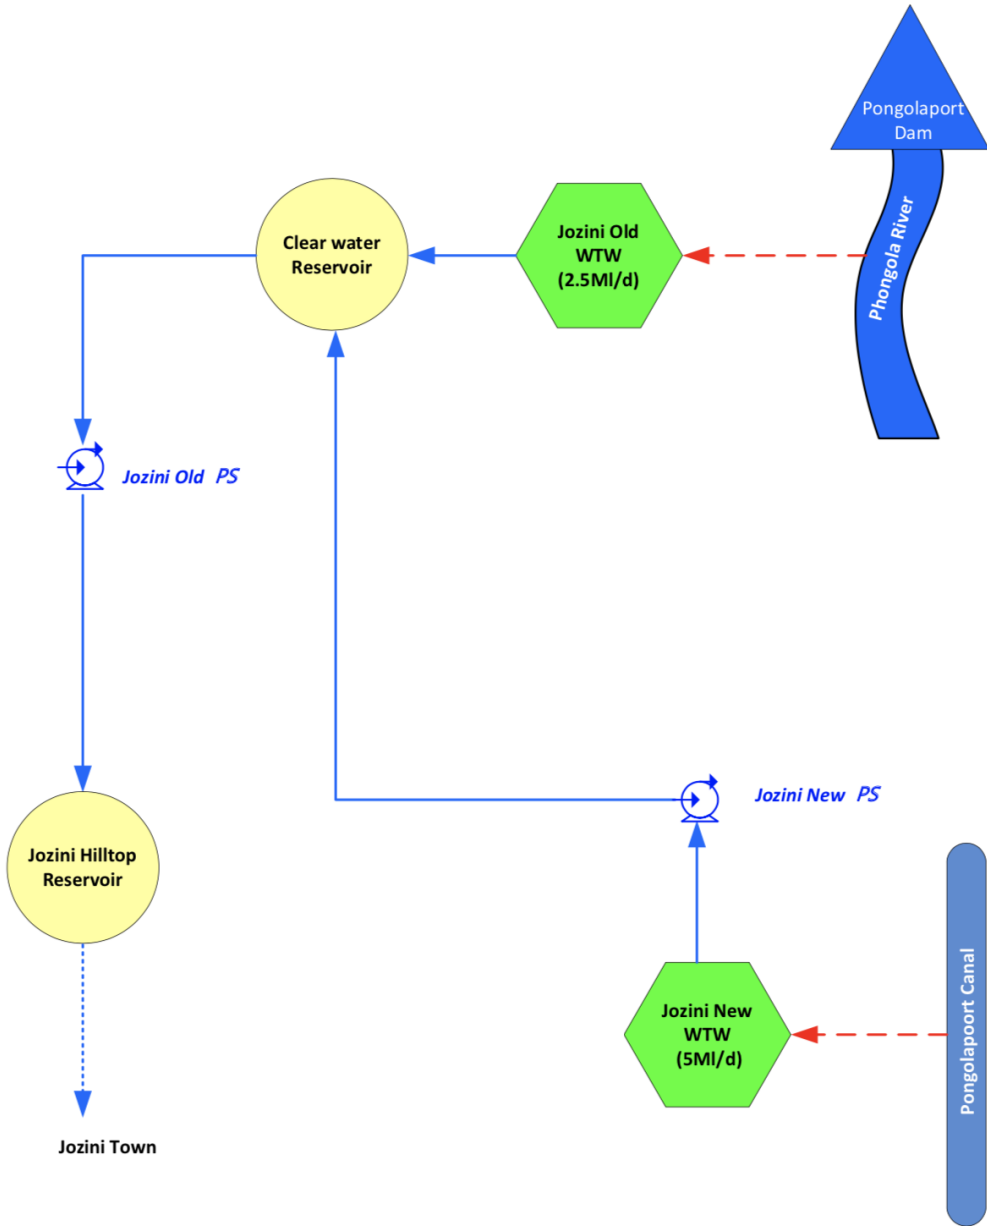 Pongolaport
Dam
Phongola River
Clear water
Reservoir
Jozini Old
WTW
(2.5Ml/d)
Jozini Old PS
Jozini New PS
Jozini Hilltop
Reservoir
Jozini New
WTW
(5Ml/d)
Pongolapoort Canal
Jozini Town